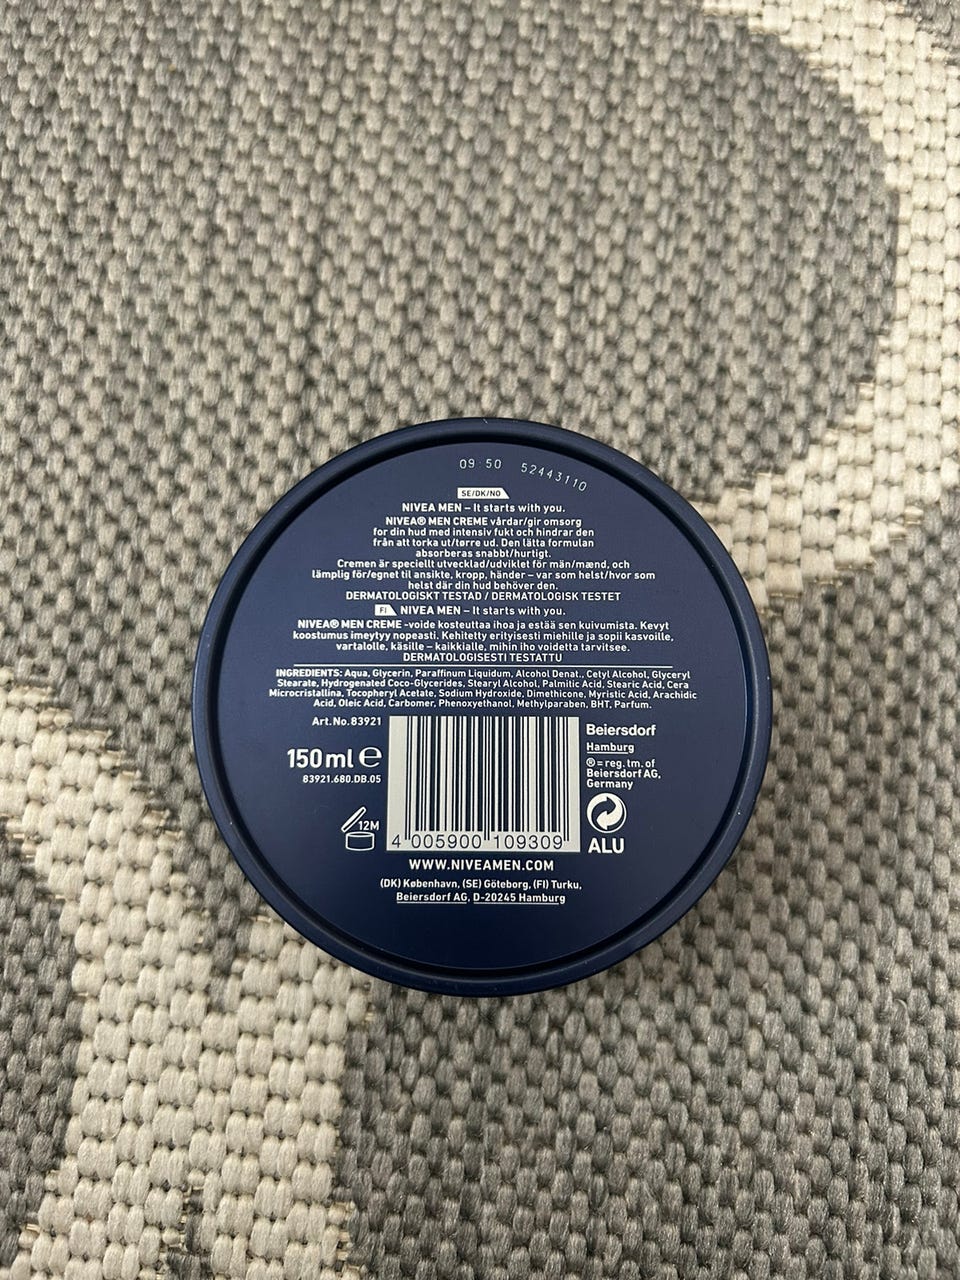 09:50 52443110
SE/DK/NO
NIVEA MEN – It starts with you.
NIVEA® MEN CREME vårdar/gir omsorg
for din hud med intensiv fukt och hindrar den
från att torka ut/tørre ud. Den lätta formulan
absorberas snabbt/hurtigt.
Cremen är speciellt utvecklad/udviklet för män/mænd, och
lämplig för/egnet til ansikte, kropp, händer – var som helst/hvor som
helst där din hud behöver den.
DERMATOLOGISKT TESTAD / DERMATOLOGISK TESTET
FI NIVEA MEN – It starts with you.
NIVEA® MEN CREME -voide kosteuttaa ihoa ja estää sen kuivumista. Kevyt
koostumus imeytyy nopeasti. Kehitetty erityisesti miehille ja sopii kasvoille,
vartalolle, käsille – kaikkialle, mihin iho voidetta tarvitsee.
DERMATOLOGISESTI TESTATTU
INGREDIENTS: Aqua, Glycerin, Paraffinum Liquidum, Alcohol Denat., Cetyl Alcohol, Glyceryl
Stearate, Hydrogenated Coco-Glycerides, Stearyl Alcohol, Palmitic Acid, Stearic Acid, Cera
Microcristallina, Tocopheryl Acetate, Sodium Hydroxide, Dimethicone, Myristic Acid, Arachidic
Acid, Oleic Acid, Carbomer, Phenoxyethanol, Methylparaben, BHT, Parfum.
Art.No.83921
150 ml ℮
83921.680.DB.05
12M
4 005900 109309
Beiersdorf
Hamburg
®=reg. tm. of
Beiersdorf AG,
Germany
ALU
WWW.NIVEAMEN.COM
(DK) København, (SE) Göteborg, (FI) Turku,
Beiersdorf AG, D-20245 Hamburg